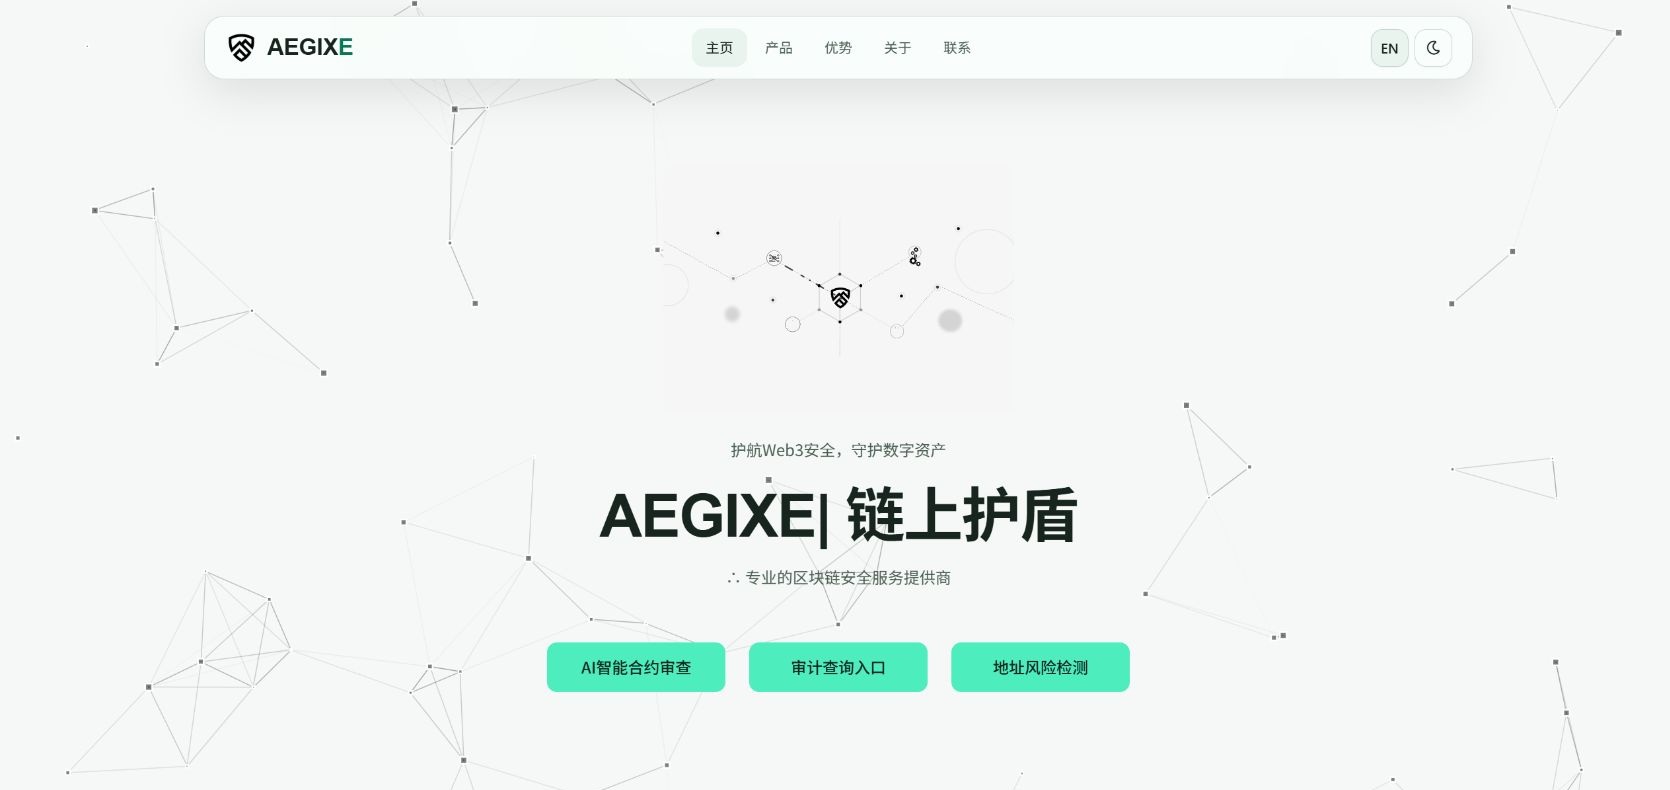 AEGIXE
主页 产品 优势 关于 联系
EN
护航Web3安全，守护数字资产
AEGIXE| 链上护盾
∴ 专业的区块链安全服务提供商
AI智能合约审查 审计查询入口 地址风险检测